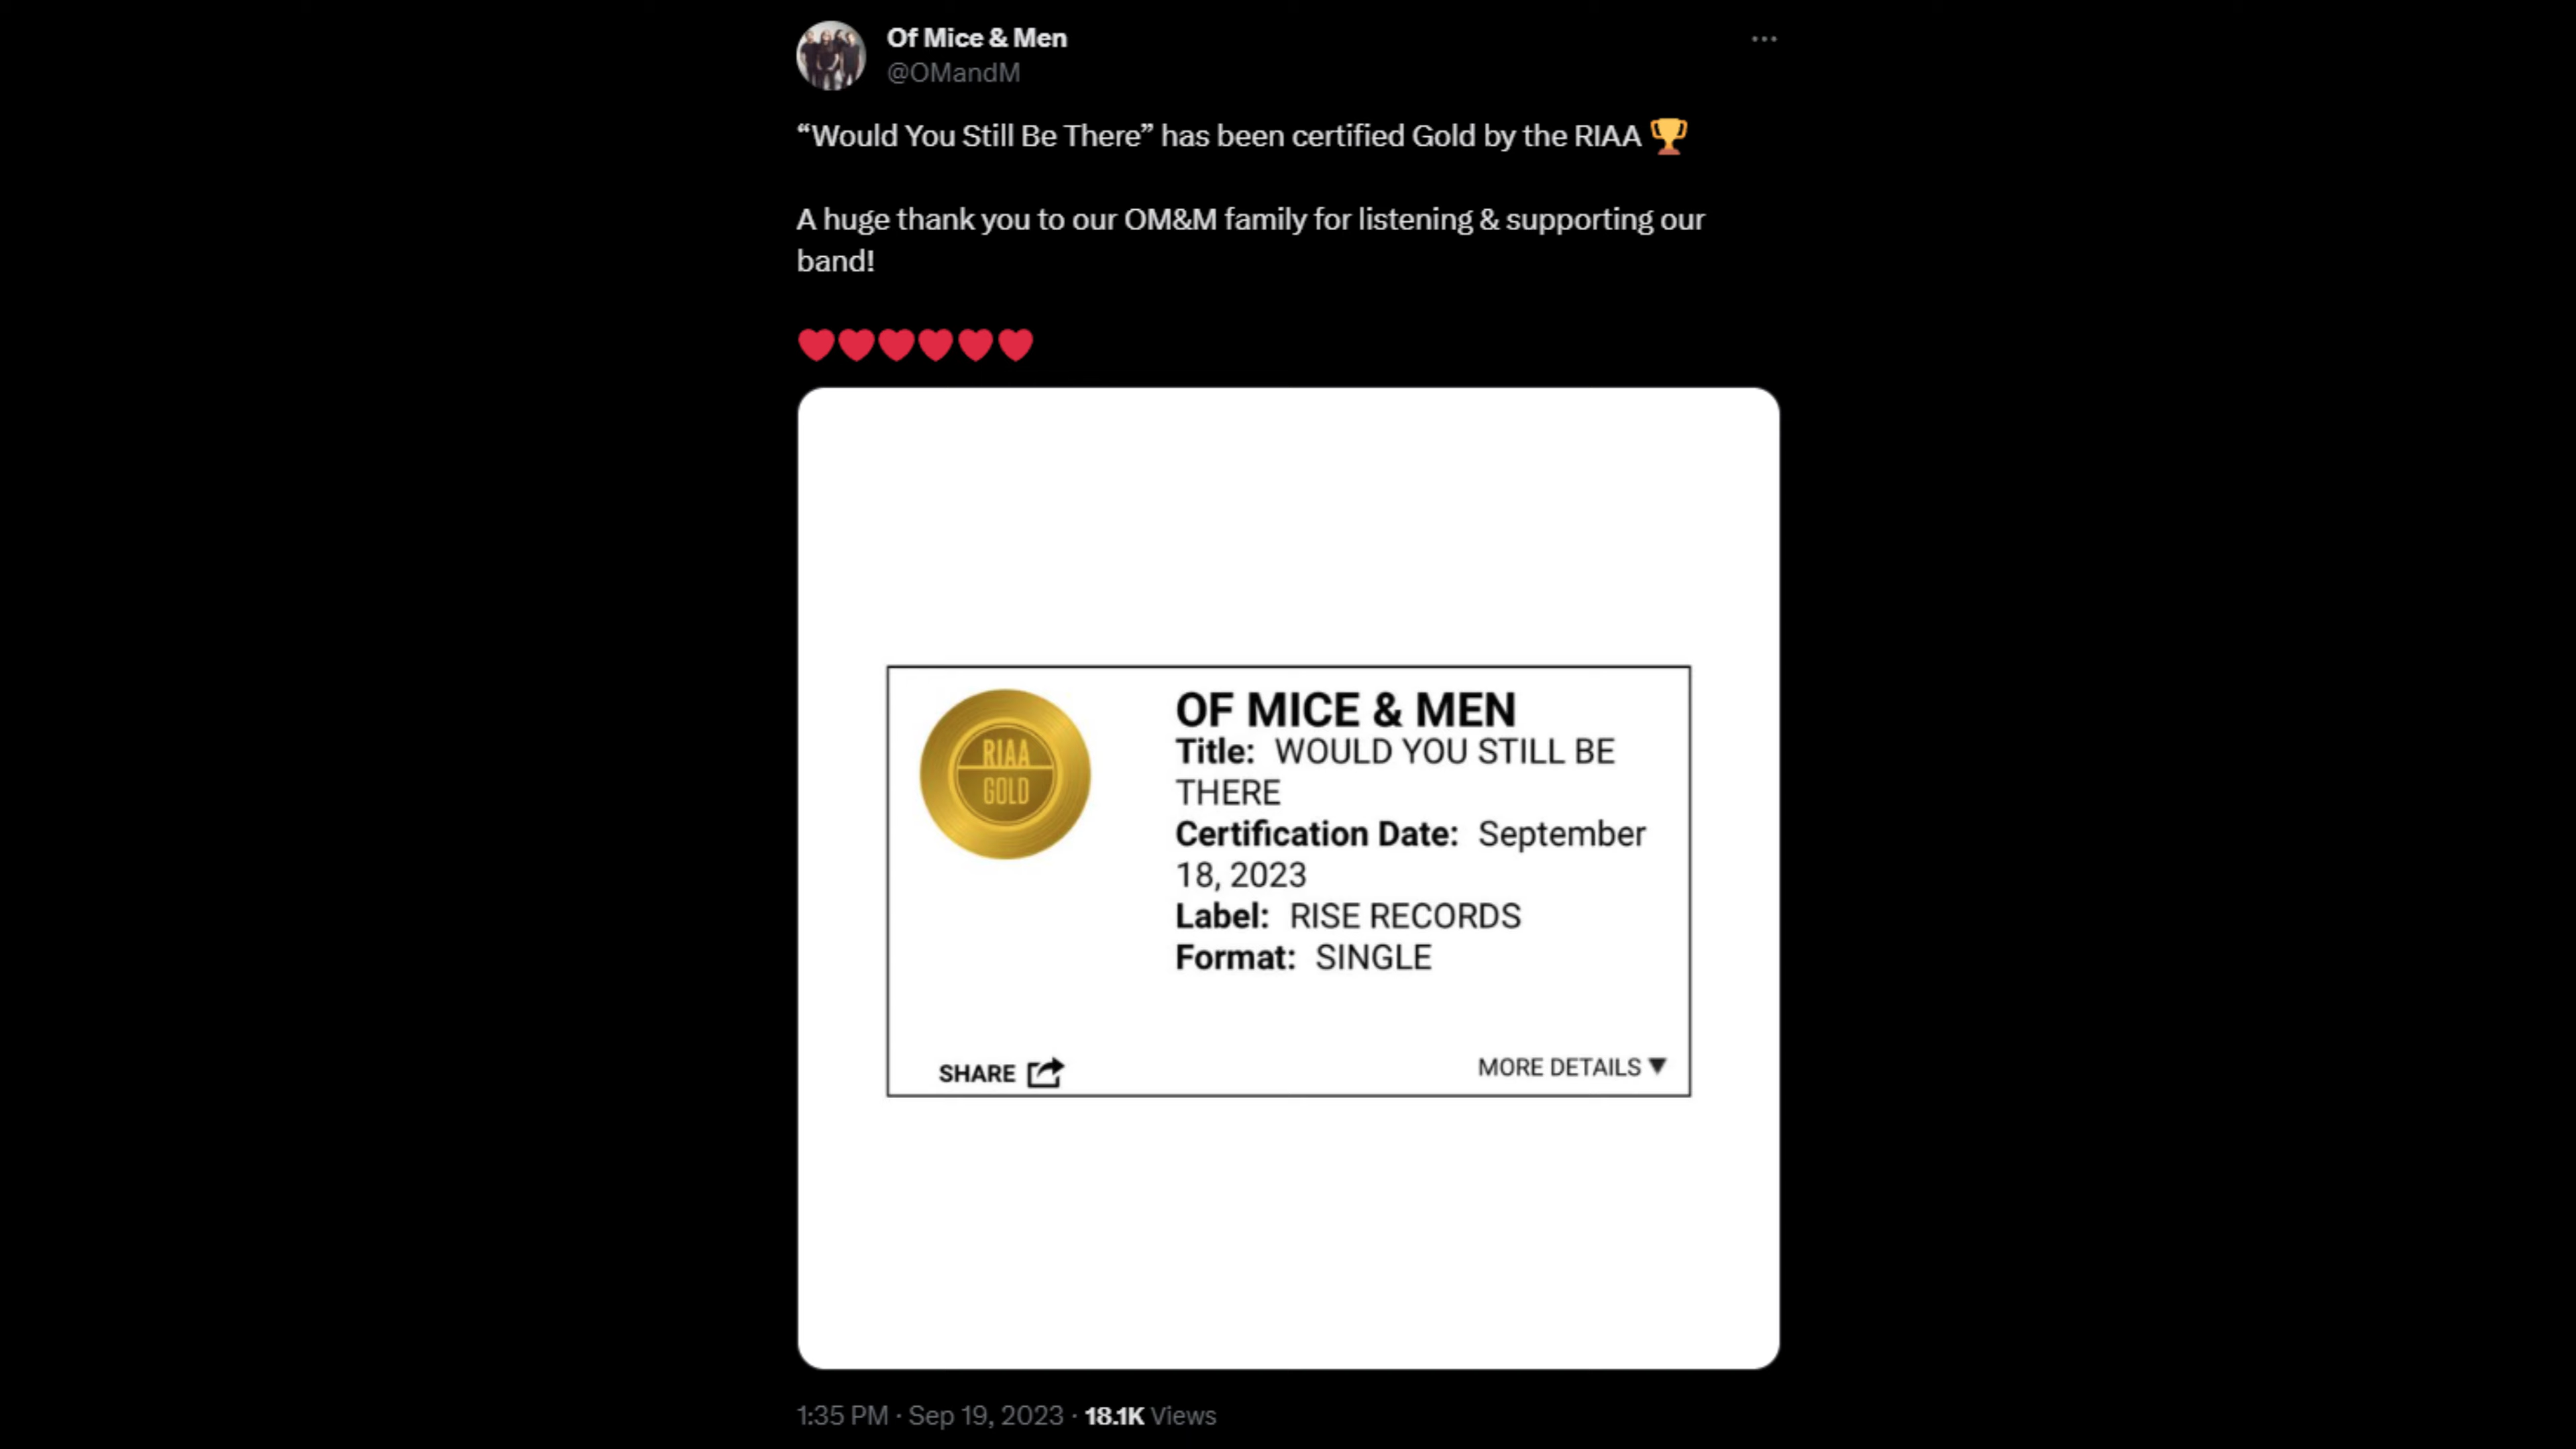 Of Mice & Men
@OMandM
“Would You Still Be There” has been certified Gold by the RIAA 🏆
A huge thank you to our OM&M family for listening & supporting our
band!
❤️❤️❤️❤️❤️❤️
RIAA
GOLD
OF MICE & MEN
Title: WOULD YOU STILL BE
THERE
Certification Date: September
18, 2023
Label: RISE RECORDS
Format: SINGLE
SHARE
MORE DETAILS ▼
1:35 PM · Sep 19, 2023 · 18.1K Views